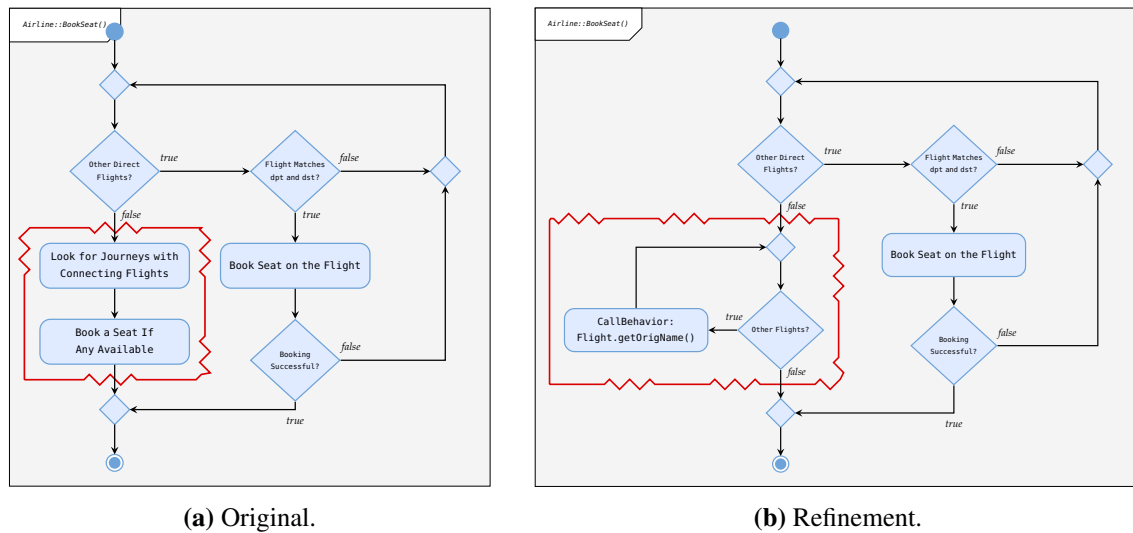 Airline::BookSeat()
Other Direct
Flights?
true
Flight Matches
dpt and dst?
false
false
true
Look for Journeys with
Connecting Flights
Book Seat on the Flight
Book a Seat If
Any Available
Booking
Successful?
false
true
(a) Original.
Airline::BookSeat()
Other Direct
Flights?
true
Flight Matches
dpt and dst?
false
false
true
Book Seat on the Flight
CallBehavior:
Flight.getOrigName()
true
Other Flights?
false
Booking
Successful?
false
true
(b) Refinement.